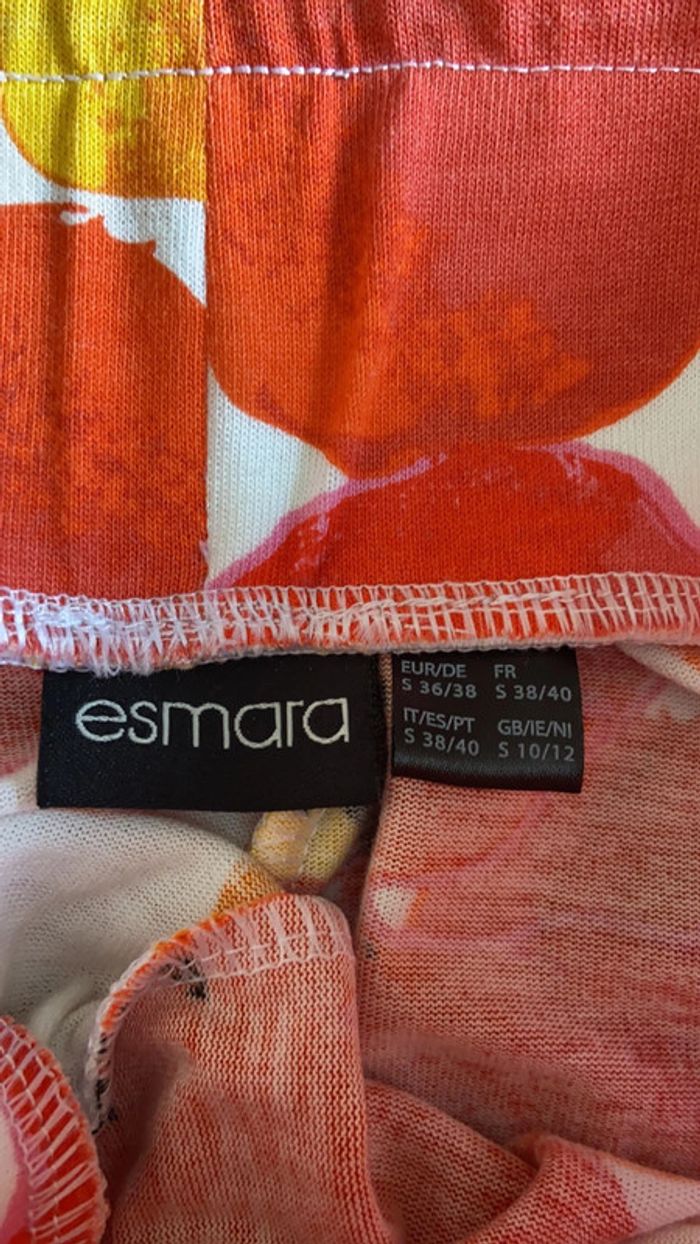 esmara
EUR/DE FR
S 36/38 S 38/40
IT/ES/PT GB/IE/NI
S 38/40 S 10/12